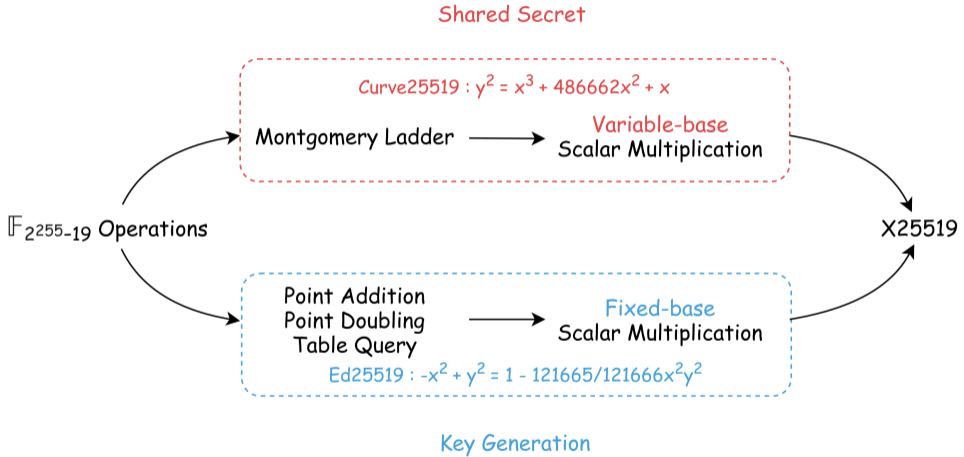 Shared Secret
Curve25519 : y² = x³ + 486662x² + x
Montgomery Ladder
Variable-base
Scalar Multiplication
𝔽₂255₋₁₉ Operations
X25519
Point Addition
Point Doubling
Table Query
Fixed-base
Scalar Multiplication
Ed25519 : -x² + y² = 1 - 121665/121666x²y²
Key Generation